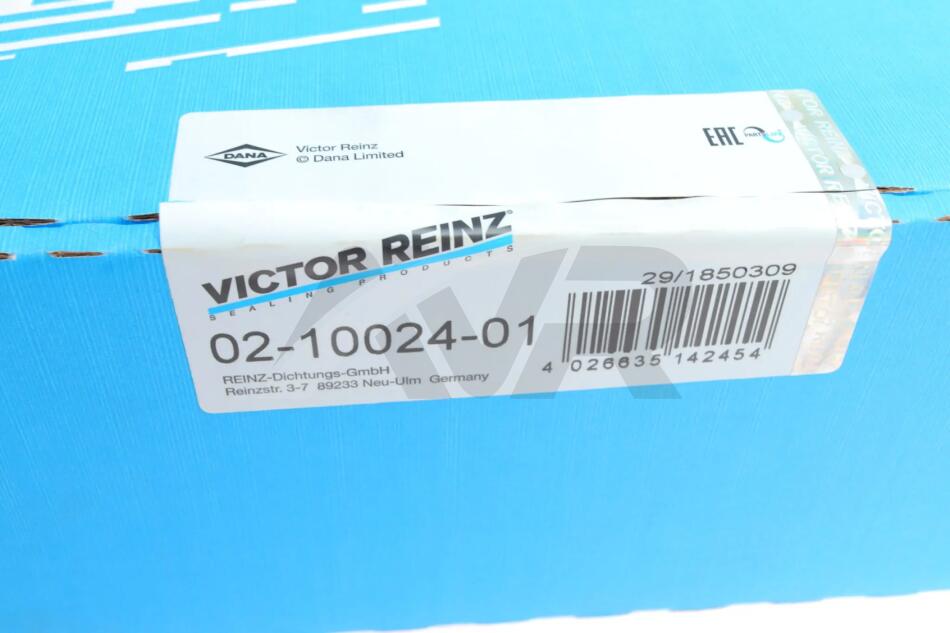 DANA
Victor Reinz
© Dana Limited
EAC
VICTOR REINZ®
SEALING PRODUCTS
29/1850309
02-10024-01
4 026635 142454
REINZ-Dichtungs-GmbH
Reinzstr. 3-7 89233 Neu-Ulm Germany
VR